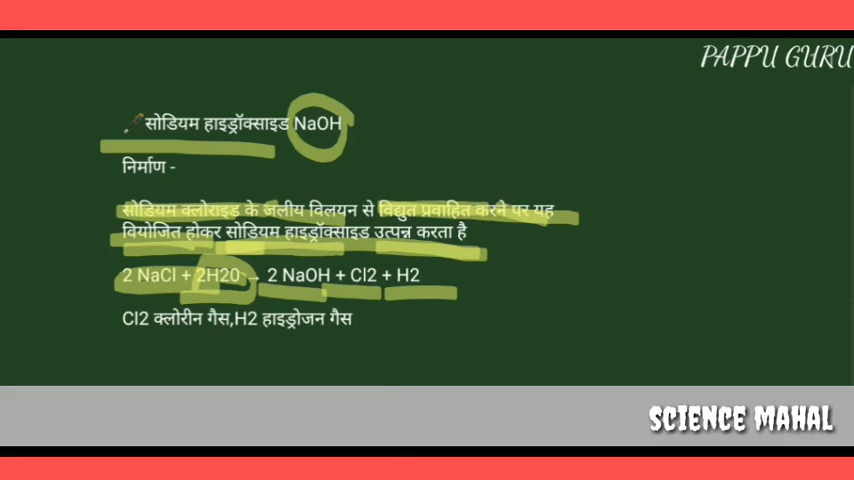 PAPPU GURU
सोडियम हाइड्रॉक्साइड NaOH
निर्माण -
सोडियम क्लोराइड के जलीय विलयन से विद्युत प्रवाहित करने पर यह
वियोजित होकर सोडियम हाइड्रॉक्साइड उत्पन्न करता है
2 NaCl + 2H20 → 2 NaOH + Cl2 + H2
Cl2 क्लोरीन गैस,H2 हाइड्रोजन गैस
SCIENCE MAHAL